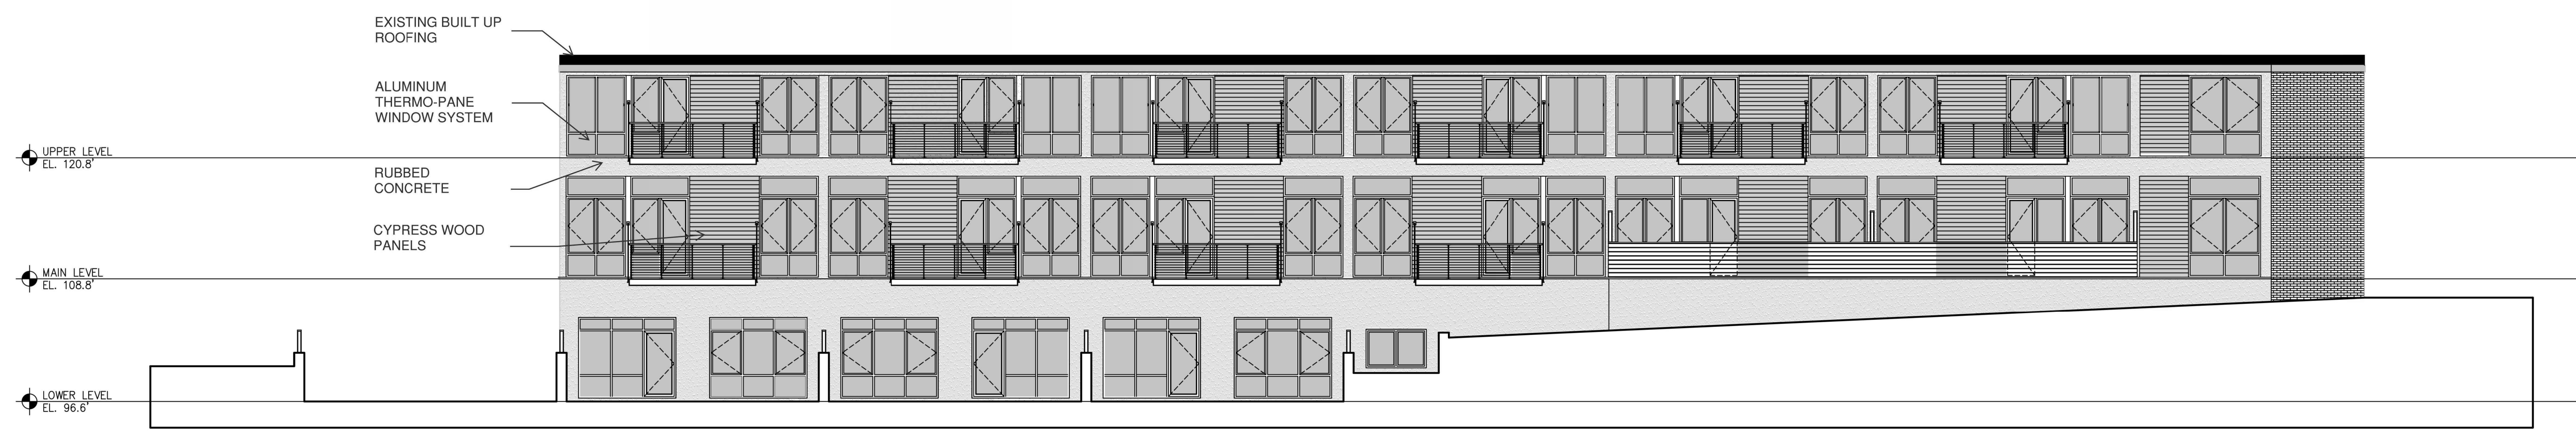 EXISTING BUILT UP
ROOFING
ALUMINUM
THERMO-PANE
WINDOW SYSTEM
UPPER LEVEL
EL. 120.8'
RUBBED
CONCRETE
CYPRESS WOOD
PANELS
MAIN LEVEL
EL. 108.8'
LOWER LEVEL
EL. 96.6'